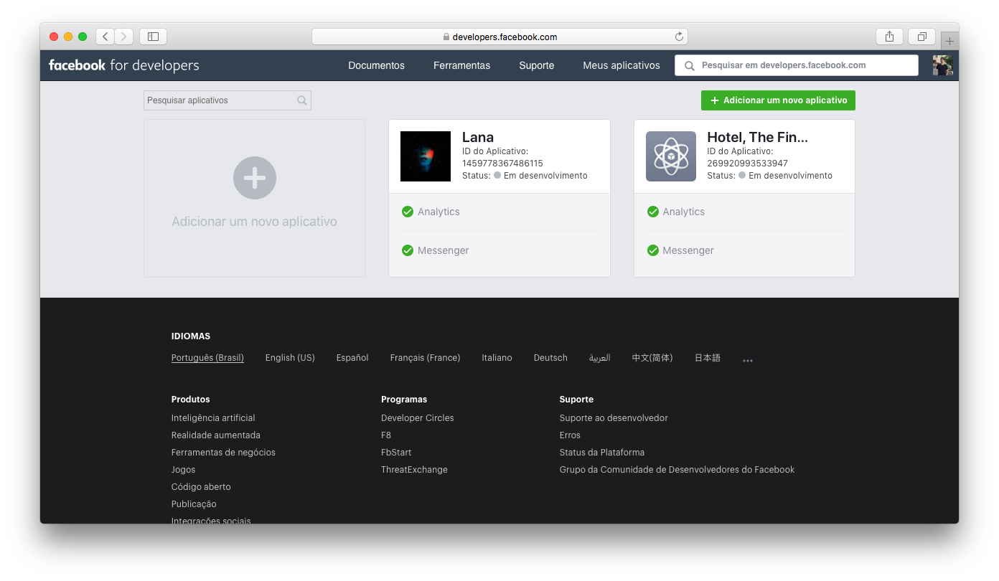 developers.facebook.com
facebook for developers
Documentos
Ferramentas
Suporte
Meus aplicativos
Pesquisar em developers.facebook.com
Pesquisar aplicativos
Adicionar um novo aplicativo
Adicionar um novo aplicativo
Lana
ID do Aplicativo:
1459778367486115
Status: Em desenvolvimento
Analytics
Messenger
Hotel, The Fin...
ID do Aplicativo:
269920993533947
Status: Em desenvolvimento
Analytics
Messenger
IDIOMAS
Português (Brasil)
English (US)
Español
Français (France)
Italiano
Deutsch
العربية
中文(简体)
日本語
...
Produtos
Inteligência artificial
Realidade aumentada
Ferramentas de negócios
Jogos
Código aberto
Publicação
Integrações sociais
Programas
Developer Circles
F8
FbStart
ThreatExchange
Suporte
Suporte ao desenvolvedor
Erros
Status da Plataforma
Grupo da Comunidade de Desenvolvedores do Facebook